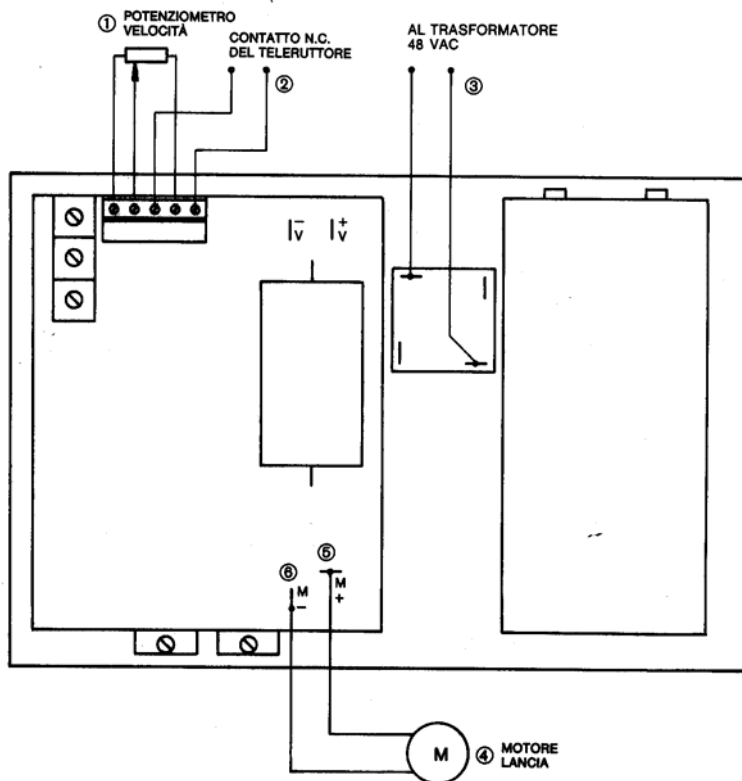 ① POTENZIOMETRO
VELOCITÀ
CONTATTO N.C.
DEL TELERUTTORE
②
AL TRASFORMATORE
48 VAC
③
V-
V+
⑥
⑤
M
-
M
+
M
④ MOTORE
LANCIA